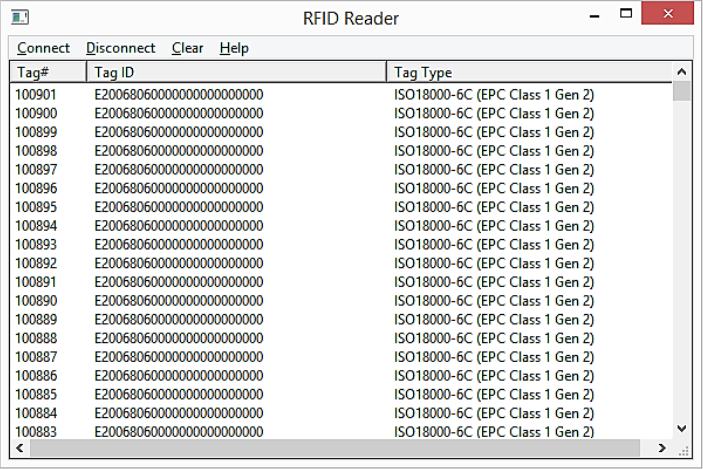 RFID Reader
Connect Disconnect Clear Help
Tag# Tag ID Tag Type
100901 E20068060000000000000000 ISO18000-6C (EPC Class 1 Gen 2)
100900 E20068060000000000000000 ISO18000-6C (EPC Class 1 Gen 2)
100899 E20068060000000000000000 ISO18000-6C (EPC Class 1 Gen 2)
100898 E20068060000000000000000 ISO18000-6C (EPC Class 1 Gen 2)
100897 E20068060000000000000000 ISO18000-6C (EPC Class 1 Gen 2)
100896 E20068060000000000000000 ISO18000-6C (EPC Class 1 Gen 2)
100895 E20068060000000000000000 ISO18000-6C (EPC Class 1 Gen 2)
100894 E20068060000000000000000 ISO18000-6C (EPC Class 1 Gen 2)
100893 E20068060000000000000000 ISO18000-6C (EPC Class 1 Gen 2)
100892 E20068060000000000000000 ISO18000-6C (EPC Class 1 Gen 2)
100891 E20068060000000000000000 ISO18000-6C (EPC Class 1 Gen 2)
100890 E20068060000000000000000 ISO18000-6C (EPC Class 1 Gen 2)
100889 E20068060000000000000000 ISO18000-6C (EPC Class 1 Gen 2)
100888 E20068060000000000000000 ISO18000-6C (EPC Class 1 Gen 2)
100887 E20068060000000000000000 ISO18000-6C (EPC Class 1 Gen 2)
100886 E20068060000000000000000 ISO18000-6C (EPC Class 1 Gen 2)
100885 E20068060000000000000000 ISO18000-6C (EPC Class 1 Gen 2)
100884 E20068060000000000000000 ISO18000-6C (EPC Class 1 Gen 2)
100883 E20068060000000000000000 ISO18000-6C (EPC Class 1 Gen 2)